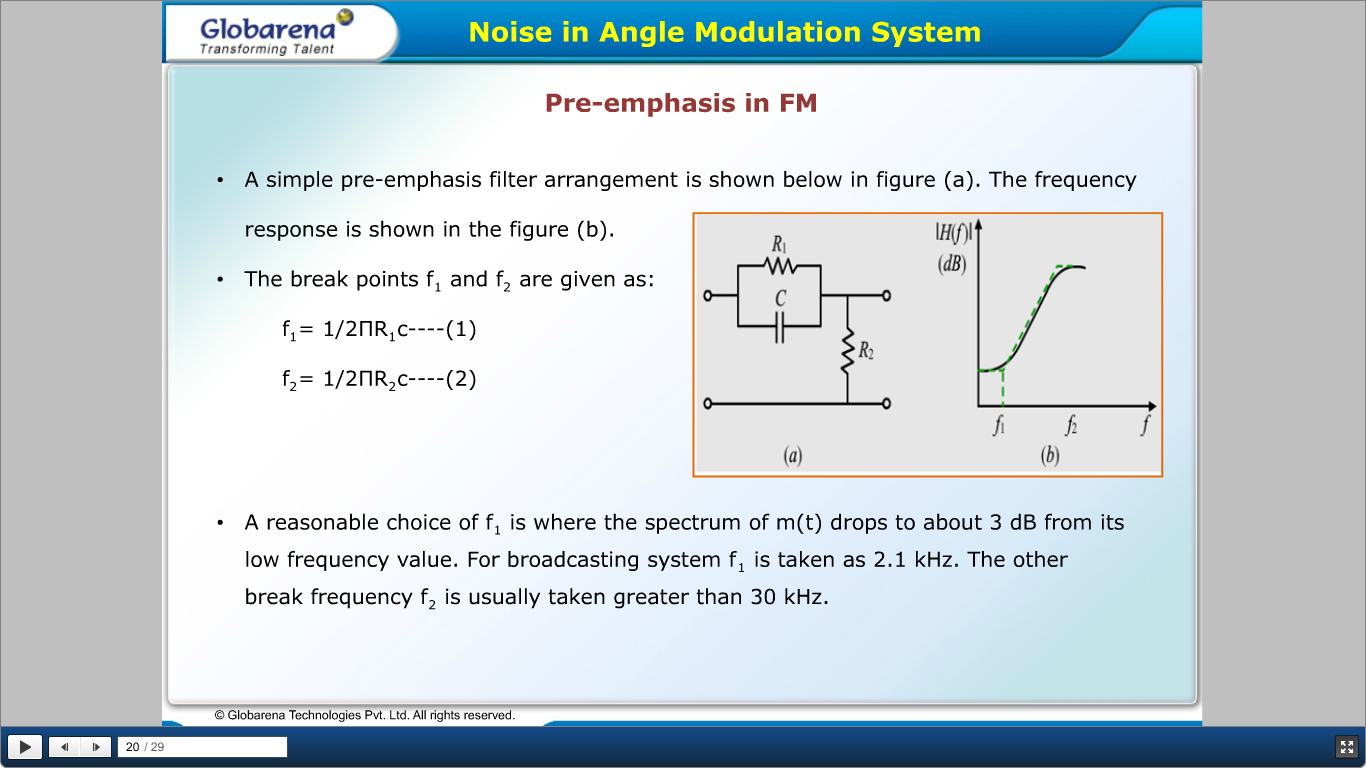 Globarena
Transforming Talent
Noise in Angle Modulation System
Pre-emphasis in FM
• A simple pre-emphasis filter arrangement is shown below in figure (a). The frequency
response is shown in the figure (b).
• The break points f₁ and f₂ are given as:
f₁= 1/2ΠR₁c----(1)
f₂= 1/2ΠR₂c----(2)
R₁
C
R₂
(a)
|H(f)|
(dB)
f₁ f₂ f
(b)
• A reasonable choice of f₁ is where the spectrum of m(t) drops to about 3 dB from its
low frequency value. For broadcasting system f₁ is taken as 2.1 kHz. The other
break frequency f₂ is usually taken greater than 30 kHz.
© Globarena Technologies Pvt. Ltd. All rights reserved.
20 / 29